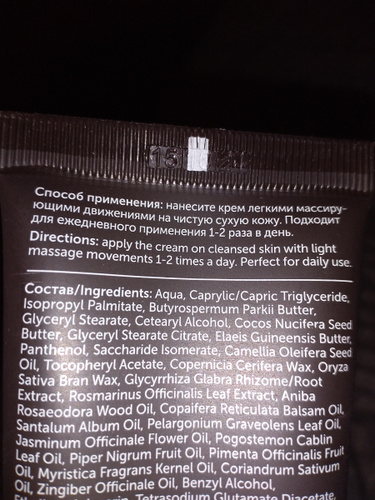 Способ применения: нанесите крем легкими массиру-
ющими движениями на чистую сухую кожу. Подходит
для ежедневного применения 1-2 раза в день.
Directions: apply the cream on cleansed skin with light
massage movements 1-2 times a day. Perfect for daily use.
Состав/Ingredients: Aqua, Caprylic/Capric Triglyceride,
Isopropyl Palmitate, Butyrospermum Parkii Butter,
Glyceryl Stearate, Cetearyl Alcohol, Cocos Nucifera Seed
Butter, Glyceryl Stearate Citrate, Elaeis Guineensis Butter,
Panthenol, Saccharide Isomerate, Camellia Oleifera Seed
Oil, Tocopheryl Acetate, Copernicia Cerifera Wax, Oryza
Sativa Bran Wax, Glycyrrhiza Glabra Rhizome/Root
Extract, Rosmarinus Officinalis Leaf Extract, Aniba
Rosaeodora Wood Oil, Copaifera Reticulata Balsam Oil,
Santalum Album Oil, Pelargonium Graveolens Leaf Oil,
Jasminum Officinale Flower Oil, Pogostemon Cablin
Leaf Oil, Piper Nigrum Fruit Oil, Pimenta Officinalis Fruit
Oil, Myristica Fragrans Kernel Oil, Coriandrum Sativum
Oil, Zingiber Officinale Oil, Benzyl Alcohol,
Tetrasodium Glutamate Diacetate,